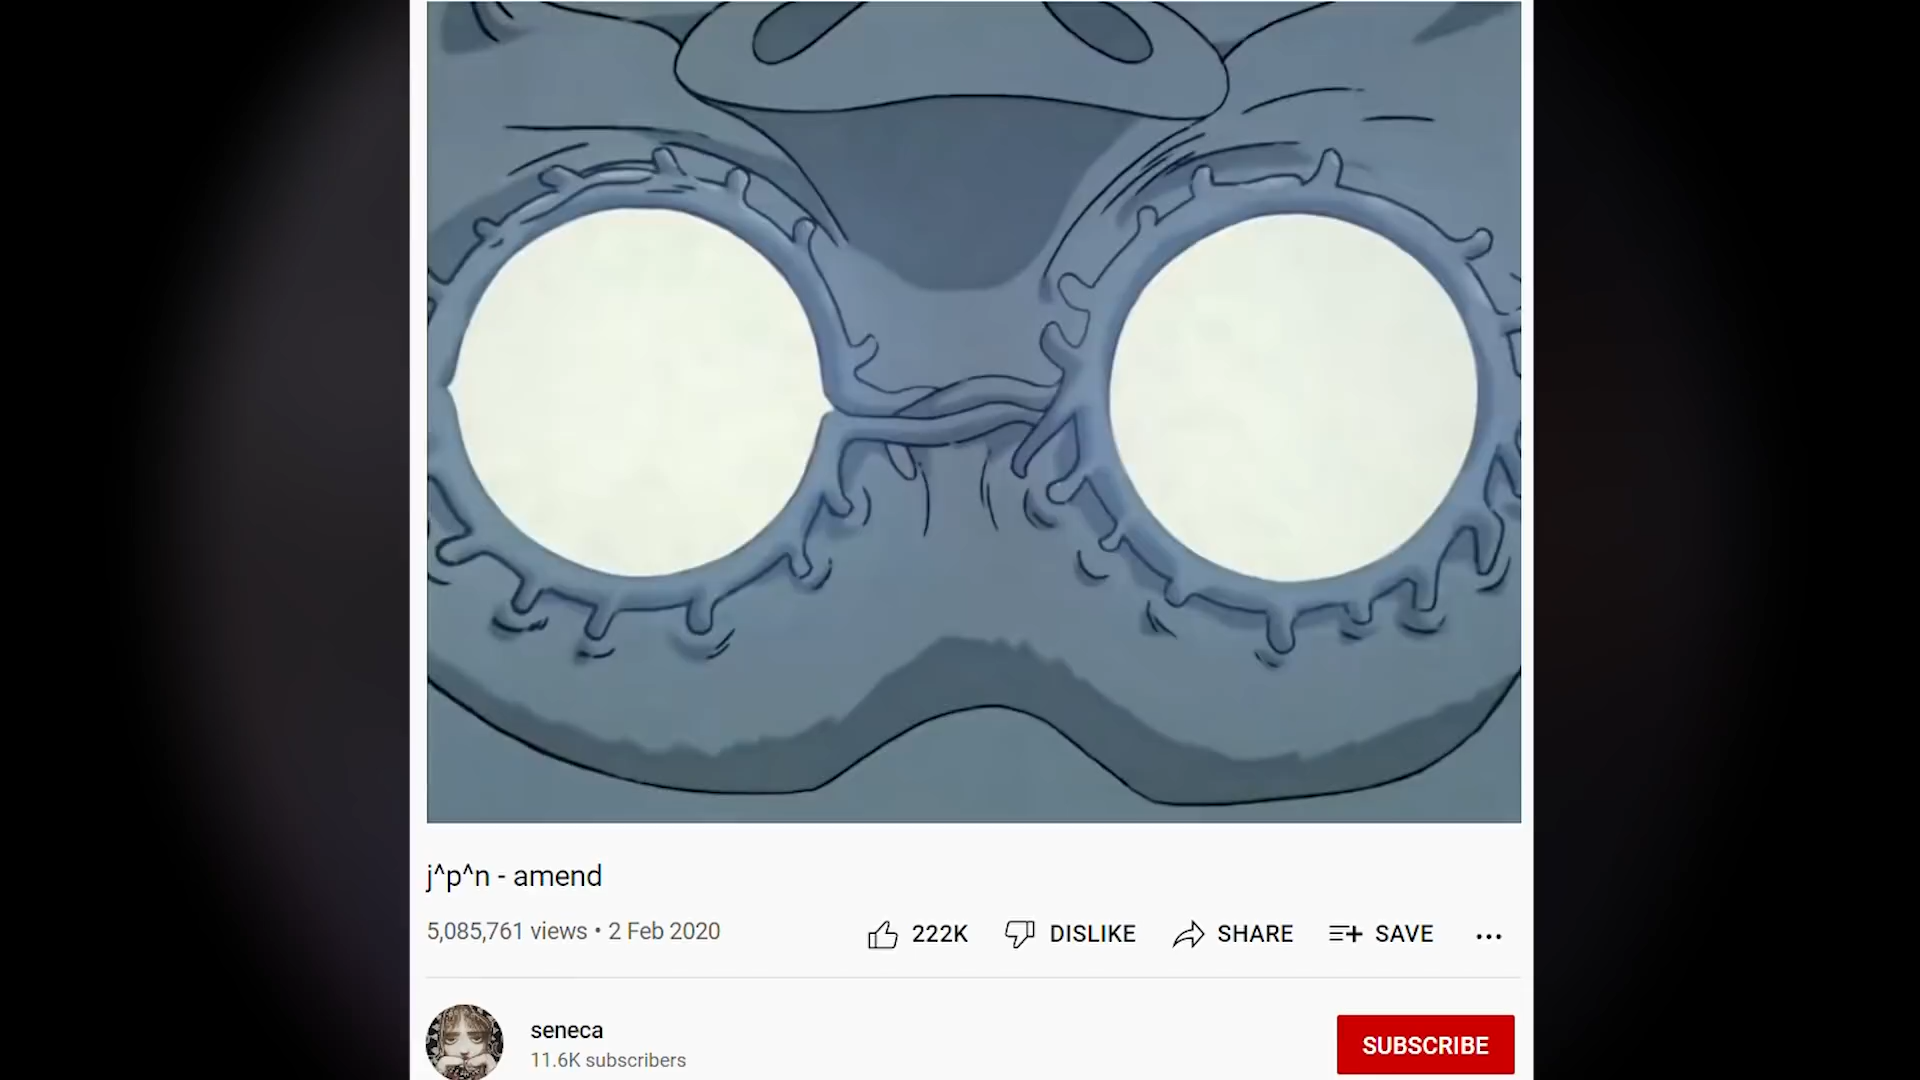 j^p^n - amend
5,085,761 views • 2 Feb 2020
222K DISLIKE SHARE SAVE ...
seneca
11.6K subscribers
SUBSCRIBE